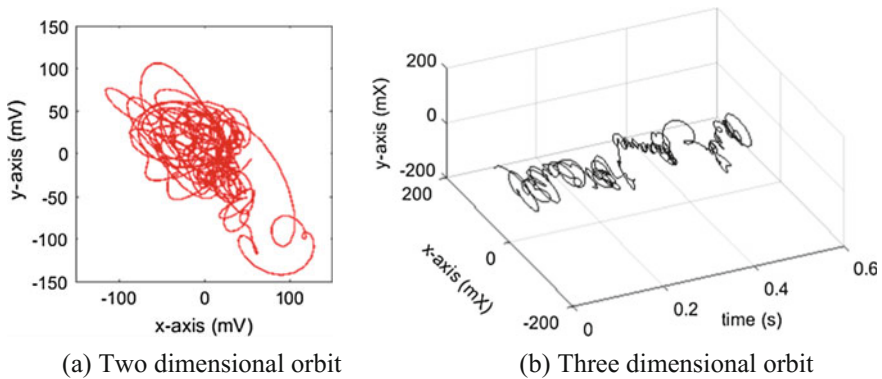 150
100
50
0
-50
-100
-150
y-axis (mV)
-100
0
100
x-axis (mV)
(a) Two dimensional orbit
200
0
-200
y-axis (mX)
200
0
-200
x-axis (mX)
0
0.2
0.4
0.6
time (s)
(b) Three dimensional orbit